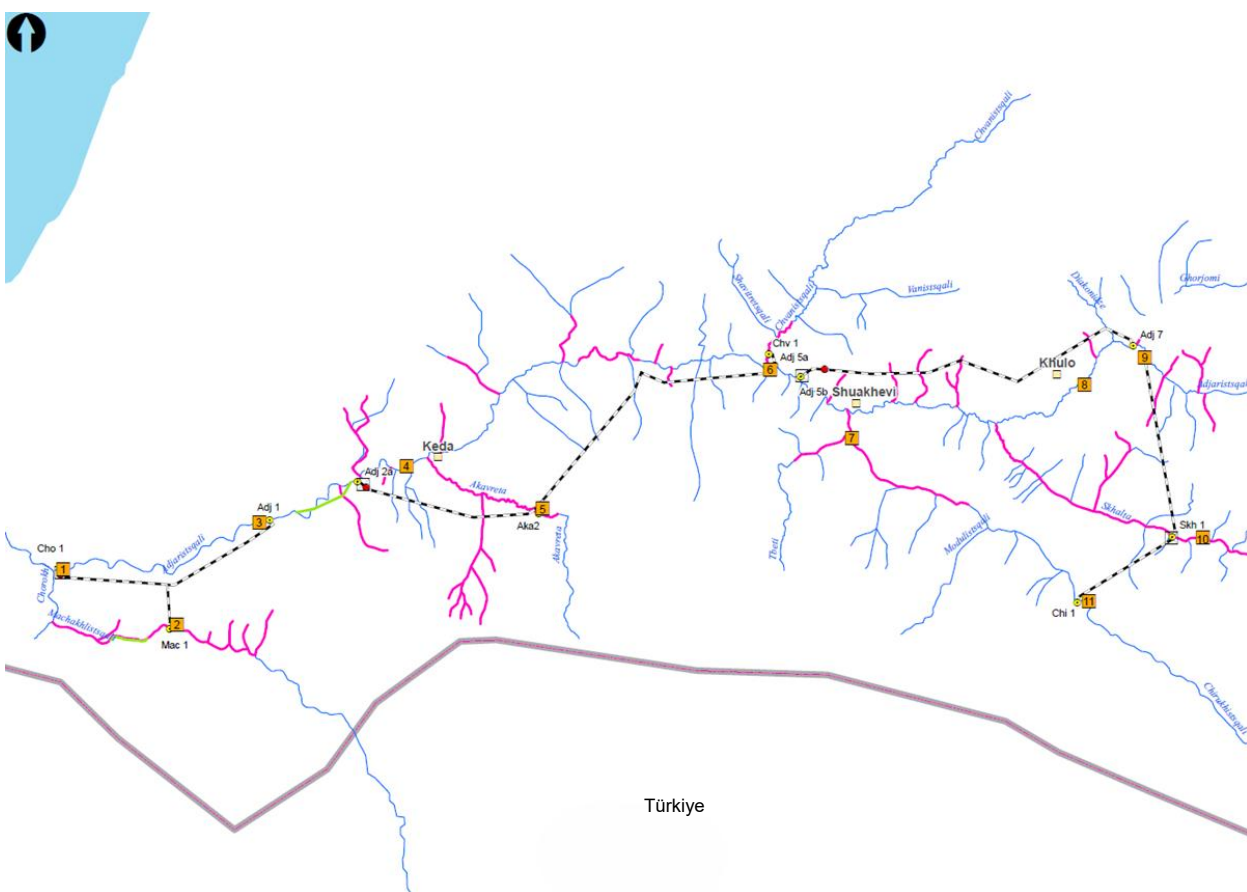 Chvanistsqali
Shavitretsqali
Chvanistsqali
Vanistsqali
Diakonidze
Ghorjomi
Chv 1
Adj 5a
6
Adj 5b
Shuakhevi
Khulo
Adj 7
9
8
Adjaristsqali
7
Keda
4
Adj 2a
Akavreta
5
Aka2
Akavreta
Adj 1
3
Adjaristsqali
Cho 1
1
Chorokhi
Machakhlistsqali
2
Mac 1
Tbeti
Modulistsqali
Skhalta
Skh 1
10
11
Chi 1
Chirukhistsqali
Türkiye